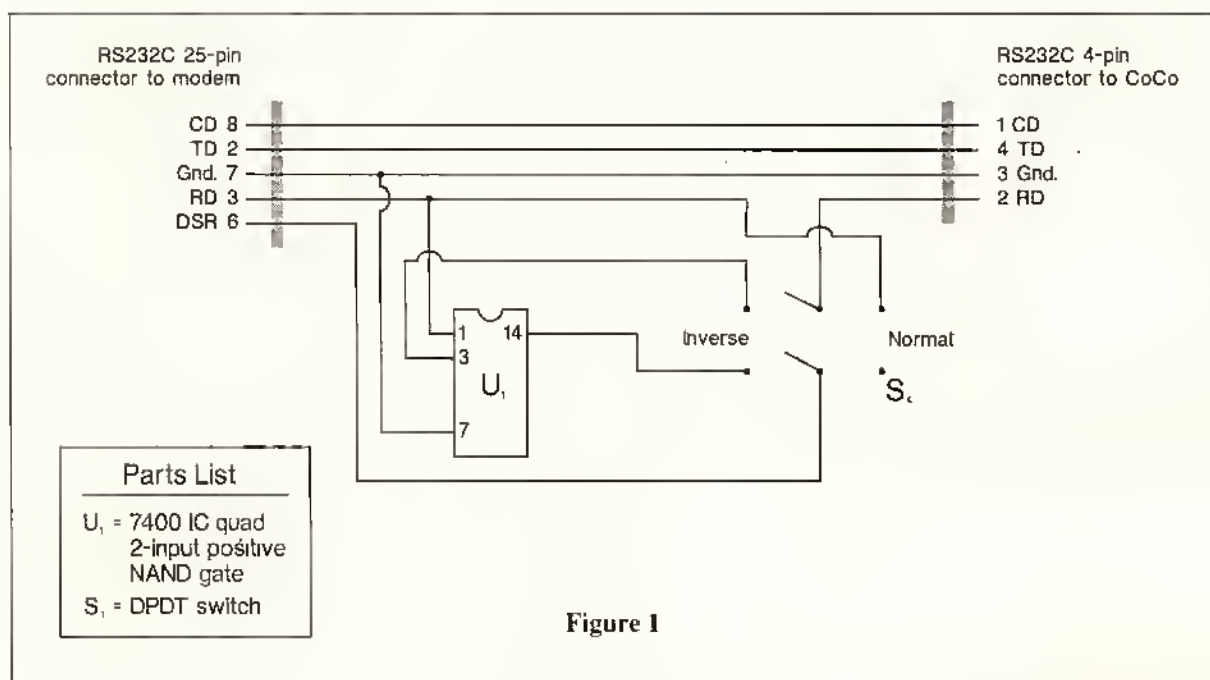 RS232C 25-pin
connector to modem
RS232C 4-pin
connector to CoCo
CD 8
TD 2
Gnd. 7
RD 3
DSR 6
1 CD
4 TD
3 Gnd.
2 RD
1
14
3
U₁
7
Inverse
Normal
S₁
Parts List
U₁ = 7400 IC quad
2-input positive
NAND gate
S₁ = DPDT switch
Figure 1